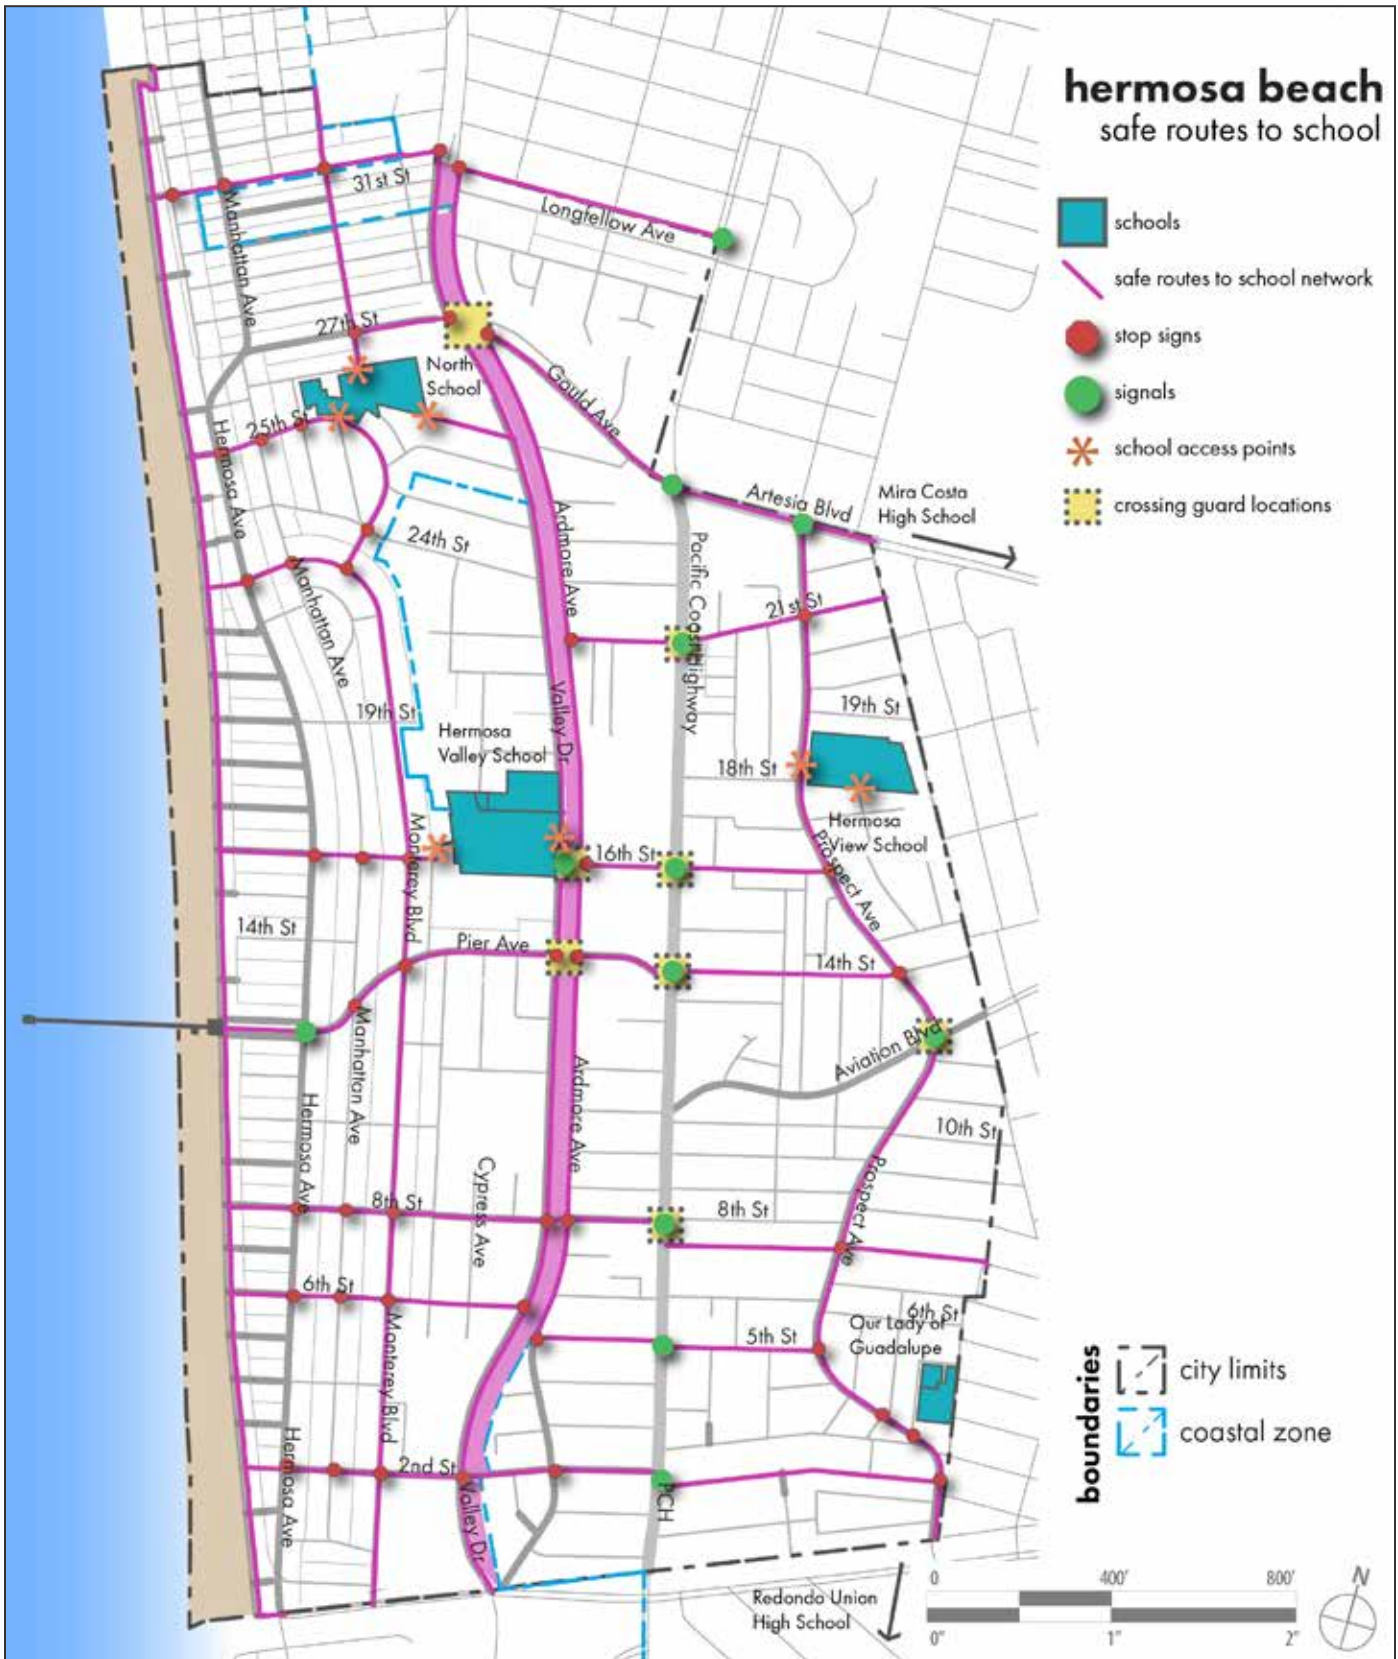 hermosa beach
safe routes to school
schools
safe routes to school network
stop signs
signals
school access points
crossing guard locations
31st St
Longfellow Ave
Manhattan Ave
27th St
North
School
Gould Ave
25th St
Hermosa Ave
Artesia Blvd
Mira Costa
High School
24th St
Ardmore Ave
Pacific Coast Highway
Manhattan Ave
21st St
19th St
Valley Dr
19th St
Hermosa
Valley School
18th St
Hermosa
View School
Monterey Blvd
16th St
Prospect Ave
14th St
Pier Ave
14th St
Manhattan Ave
Aviation Blvd
Ardmore Ave
Hermosa Ave
10th St
Cypress Ave
Prospect Ave
8th St
8th St
6th St
6th St
Our Lady of
Guadalupe
5th St
Monterey Blvd
boundaries
city limits
coastal zone
Hermosa Ave
2nd St
Valley Dr
PCH
Redondo Union
High School
0 400' 800'
0" 1" 2"
N